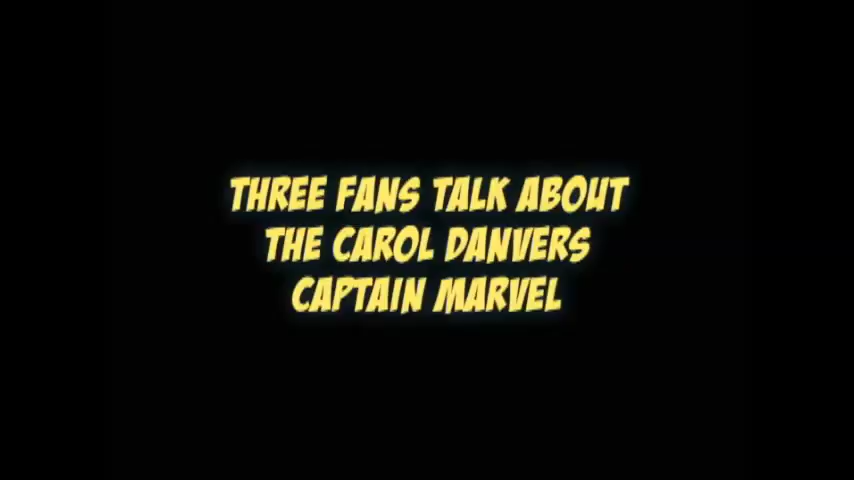 THREE FANS TALK ABOUT
THE CAROL DANVERS
CAPTAIN MARVEL